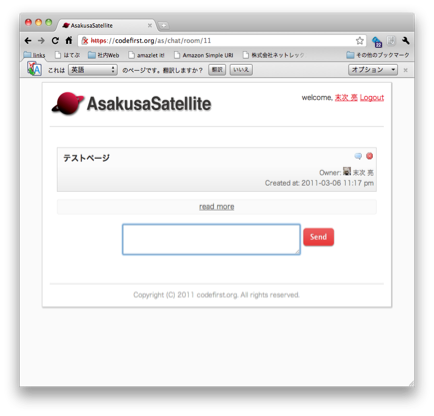 AsakusaSatellite
https://codefirst.org/as/chat/room/11
links はてぶ 社内Web amazlet it! Amazon Simple URI 株式会社ネットレッ その他のブックマーク
これは 英語 のページです。翻訳しますか? 翻訳 いいえ オプション
AsakusaSatellite
welcome, 末次 亮 Logout
テストページ
Owner: 末次 亮
Created at: 2011-03-06 11:17 pm
read more
Send
Copyright (C) 2011 codefirst.org. All rights reserved.